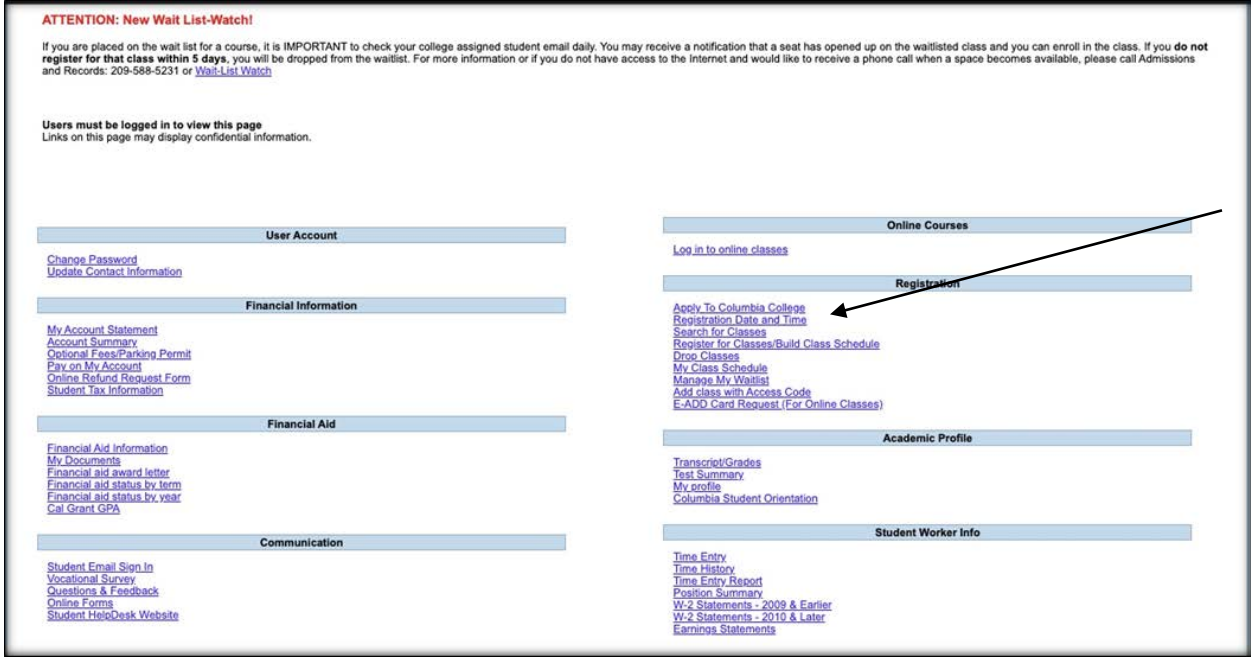 ATTENTION: New Wait List-Watch!
If you are placed on the wait list for a course, it is IMPORTANT to check your college assigned student email daily. You may receive a notification that a seat has opened up on the waitlisted class and you can enroll in the class. If you do not
register for that class within 5 days, you will be dropped from the waitlist. For more information or if you do not have access to the Internet and would like to receive a phone call when a space becomes available, please call Admissions
and Records: 209-588-5231 or Wait-List Watch
Users must be logged in to view this page
Links on this page may display confidential information.
User Account
Change Password
Update Contact Information
Financial Information
My Account Statement
Account Summary
Optional Fees/Parking Permit
Pay on My Account
Online Refund Request Form
Student Tax Information
Financial Aid
Financial Aid Information
My Documents
Financial aid award letter
Financial aid status by term
Financial aid status by year
Cal Grant GPA
Communication
Student Email Sign In
Vocational Survey
Questions & Feedback
Online Forms
Student HelpDesk Website
Online Courses
Log in to online classes
Registration
Apply To Columbia College
Registration Date and Time
Search for Classes
Register for Classes/Build Class Schedule
Drop Classes
My Class Schedule
Manage My Waitlist
Add class with Access Code
E-ADD Card Request (For Online Classes)
Academic Profile
Transcript/Grades
Test Summary
My profile
Columbia Student Orientation
Student Worker Info
Time Entry
Time History
Time Entry Report
Position Summary
W-2 Statements - 2009 & Earlier
W-2 Statements - 2010 & Later
Earnings Statements